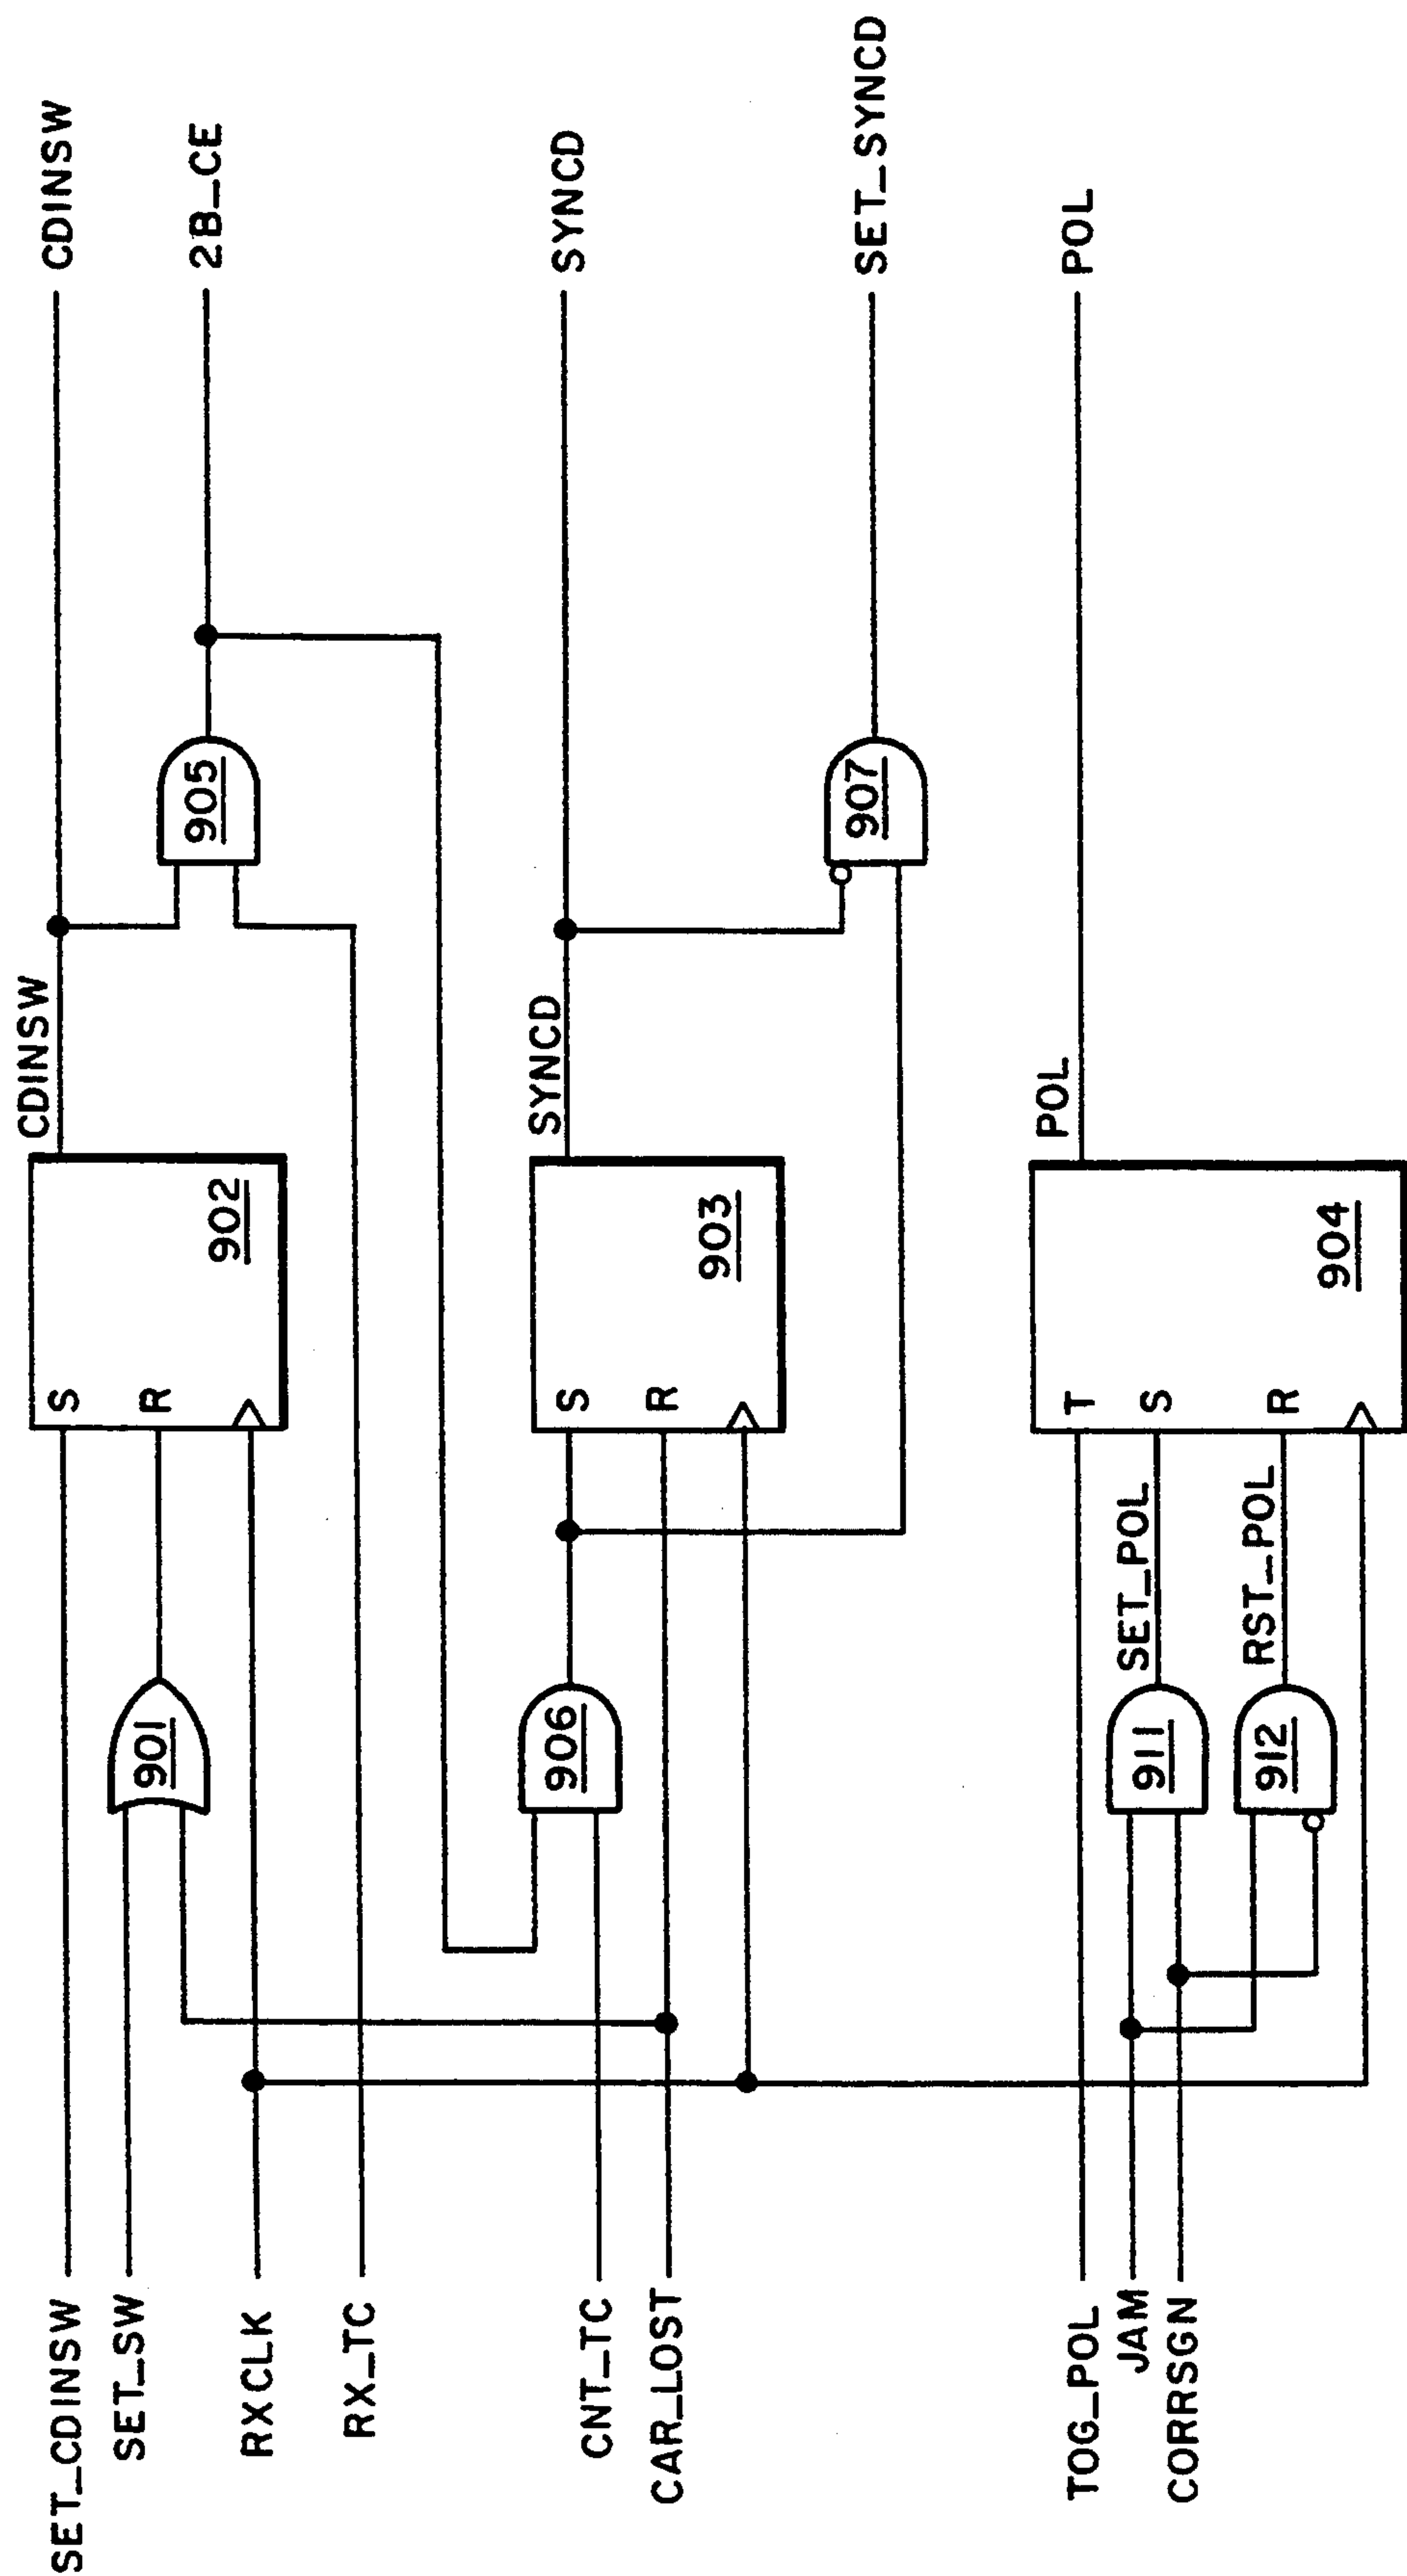 SET_CDINSW
SET_SW
RXCLK
RX_TC
CNT_TC
CAR_LOST
TOG_POL
JAM
CORRSGN
901
906
911
912
SET_POL
RST_POL
S
R
902
S
R
903
T
S
R
904
CDINSW
SYNCD
POL
905
907
CDINSW
2B_CE
SYNCD
SET_SYNCD
POL